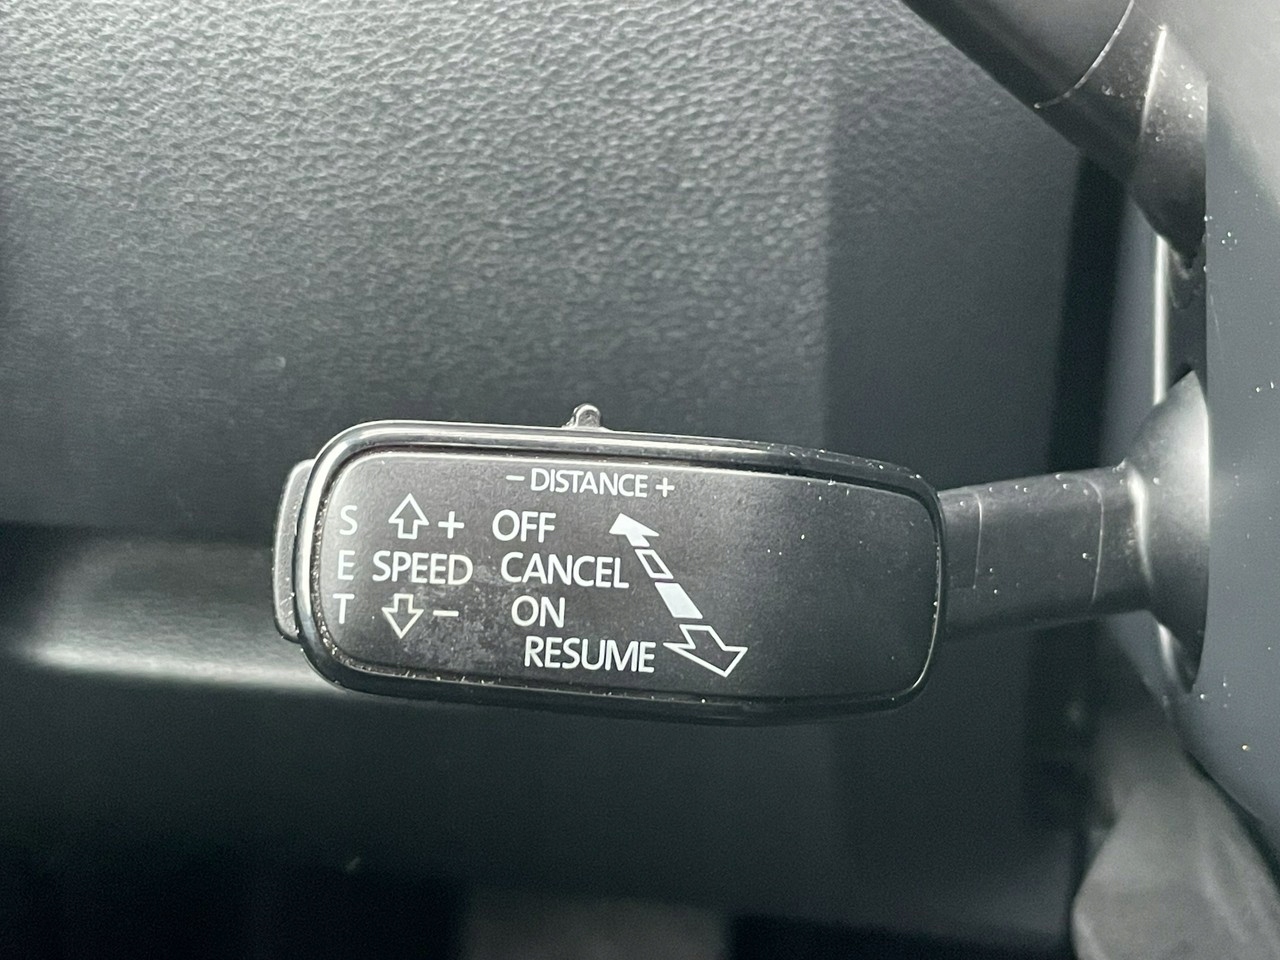 − DISTANCE +
S + OFF
E SPEED CANCEL
T − ON
RESUME